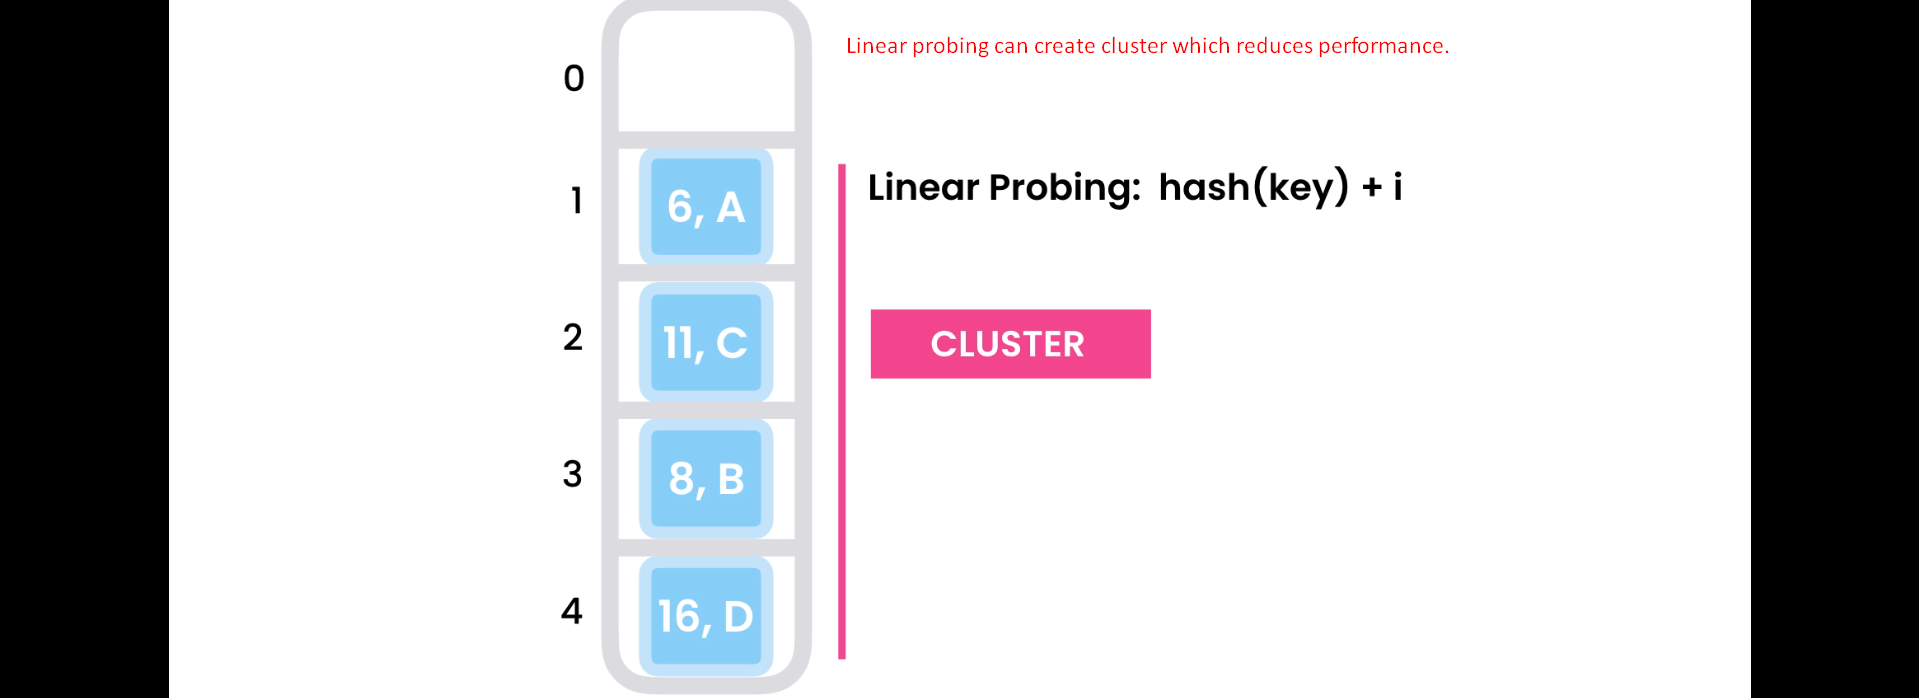 Linear probing can create cluster which reduces performance.
0
1
6, A
Linear Probing: hash(key) + i
2
11, C
CLUSTER
3
8, B
4
16, D